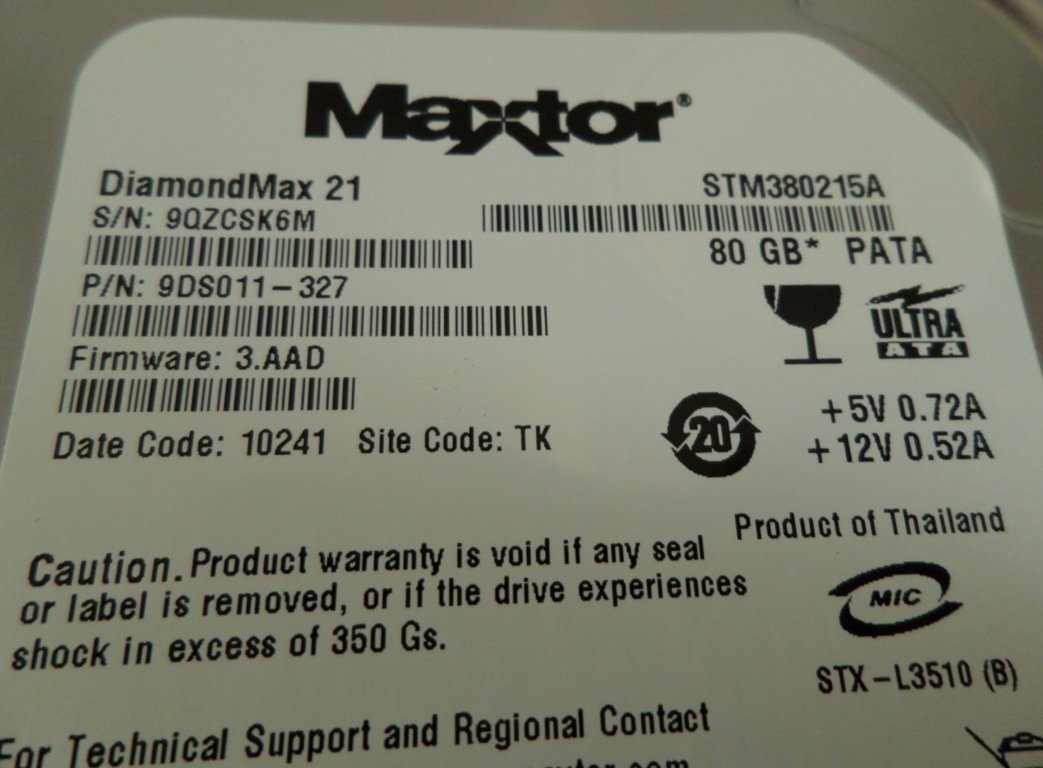 Maxtor®
DiamondMax 21
STM380215A
S/N: 9QZCSK6M
80 GB* PATA
P/N: 9DS011-327
ULTRA
ATA
Firmware: 3.AAD
+5V 0.72A
20
+12V 0.52A
Date Code: 10241 Site Code: TK
Product of Thailand
Caution. Product warranty is void if any seal
or label is removed, or if the drive experiences
shock in excess of 350 Gs.
MIC
STX-L3510 (B)
For Technical Support and Regional Contact